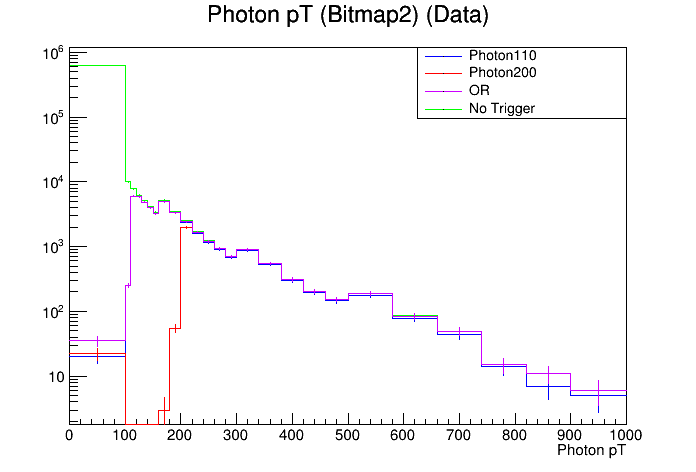 Photon pT (Bitmap2) (Data)
Photon110
Photon200
OR
No Trigger
10^6
10^5
10^4
10^3
10^2
10
0 100 200 300 400 500 600 700 800 900 1000
Photon pT